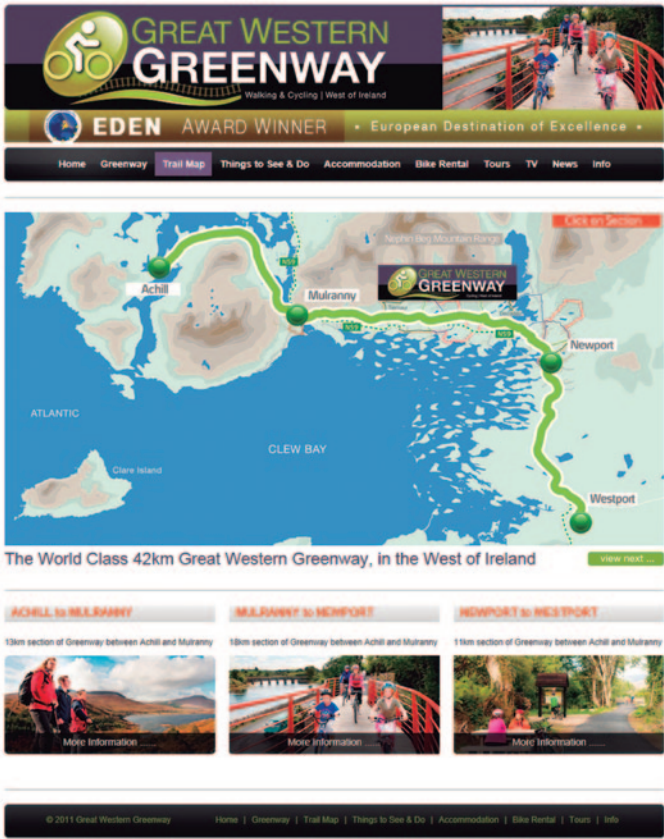 GREAT WESTERN
GREENWAY
Walking & Cycling | West of Ireland
EDEN AWARD WINNER • European Destination of Excellence •
Home Greenway Trail Map Things to See & Do Accommodation Bike Rental Tours TV News Info
Click on Section
Nephin Beg Mountain Range
N59
GREAT WESTERN
GREENWAY
Achill
Mulranny
N59
N59
Newport
ATLANTIC
CLEW BAY
Clare Island
Westport
The World Class 42km Great Western Greenway, in the West of Ireland
view next ...
ACHILL to MULRANNY
MULRANNY to NEWPORT
NEWPORT to WESTPORT
13km section of Greenway between Achill and Mulranny
18km section of Greenway between Achill and Mulranny
11km section of Greenway between Achill and Mulranny
More Information ......
More Information ......
More Information ......
© 2011 Great Western Greenway
Home | Greenway | Trail Map | Things to See & Do | Accommodation | Bike Rental | Tours | Info